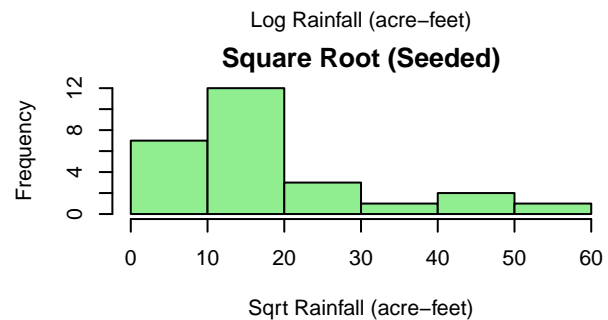 Log Rainfall (acre−feet)
Square Root (Seeded)
Frequency
12
8
4
0
0 10 20 30 40 50 60
Sqrt Rainfall (acre−feet)